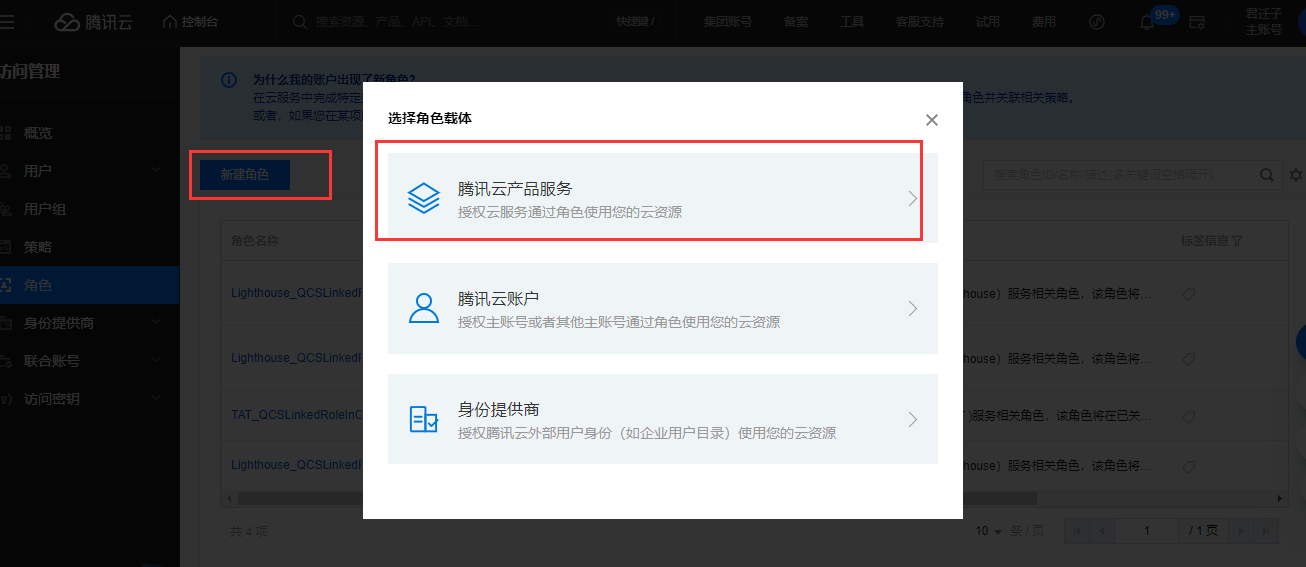 腾讯云
控制台
搜索资源、产品、API、文档...
快捷键 /
集团账号
备案
工具
客服支持
试用
费用
99+
君迁子
主账号
访问管理
概览
用户
用户组
策略
角色
身份提供商
联合账号
访问密钥
为什么我的账户出现了新角色?
在云服务中完成特定
角色并关联相关策略。
或者，如果您在某项
新建角色
搜索角色ID/名称/描述(多关键词空格隔开)
角色名称
标签信息
Lighthouse_QCSLinkedR
house）服务相关角色，该角色将...
Lighthouse_QCSLinkedR
house）服务相关角色，该角色将...
TAT_QCSLinkedRoleInC
)服务相关角色，该角色将在已关...
Lighthouse_QCSLinkedR
house）服务相关角色，该角色将...
共 4 项
10
条 / 页
1
/ 1 页
选择角色载体
腾讯云产品服务
授权云服务通过角色使用您的云资源
腾讯云账户
授权主账号或者其他主账号通过角色使用您的云资源
身份提供商
授权腾讯云外部用户身份（如企业用户目录）使用您的云资源